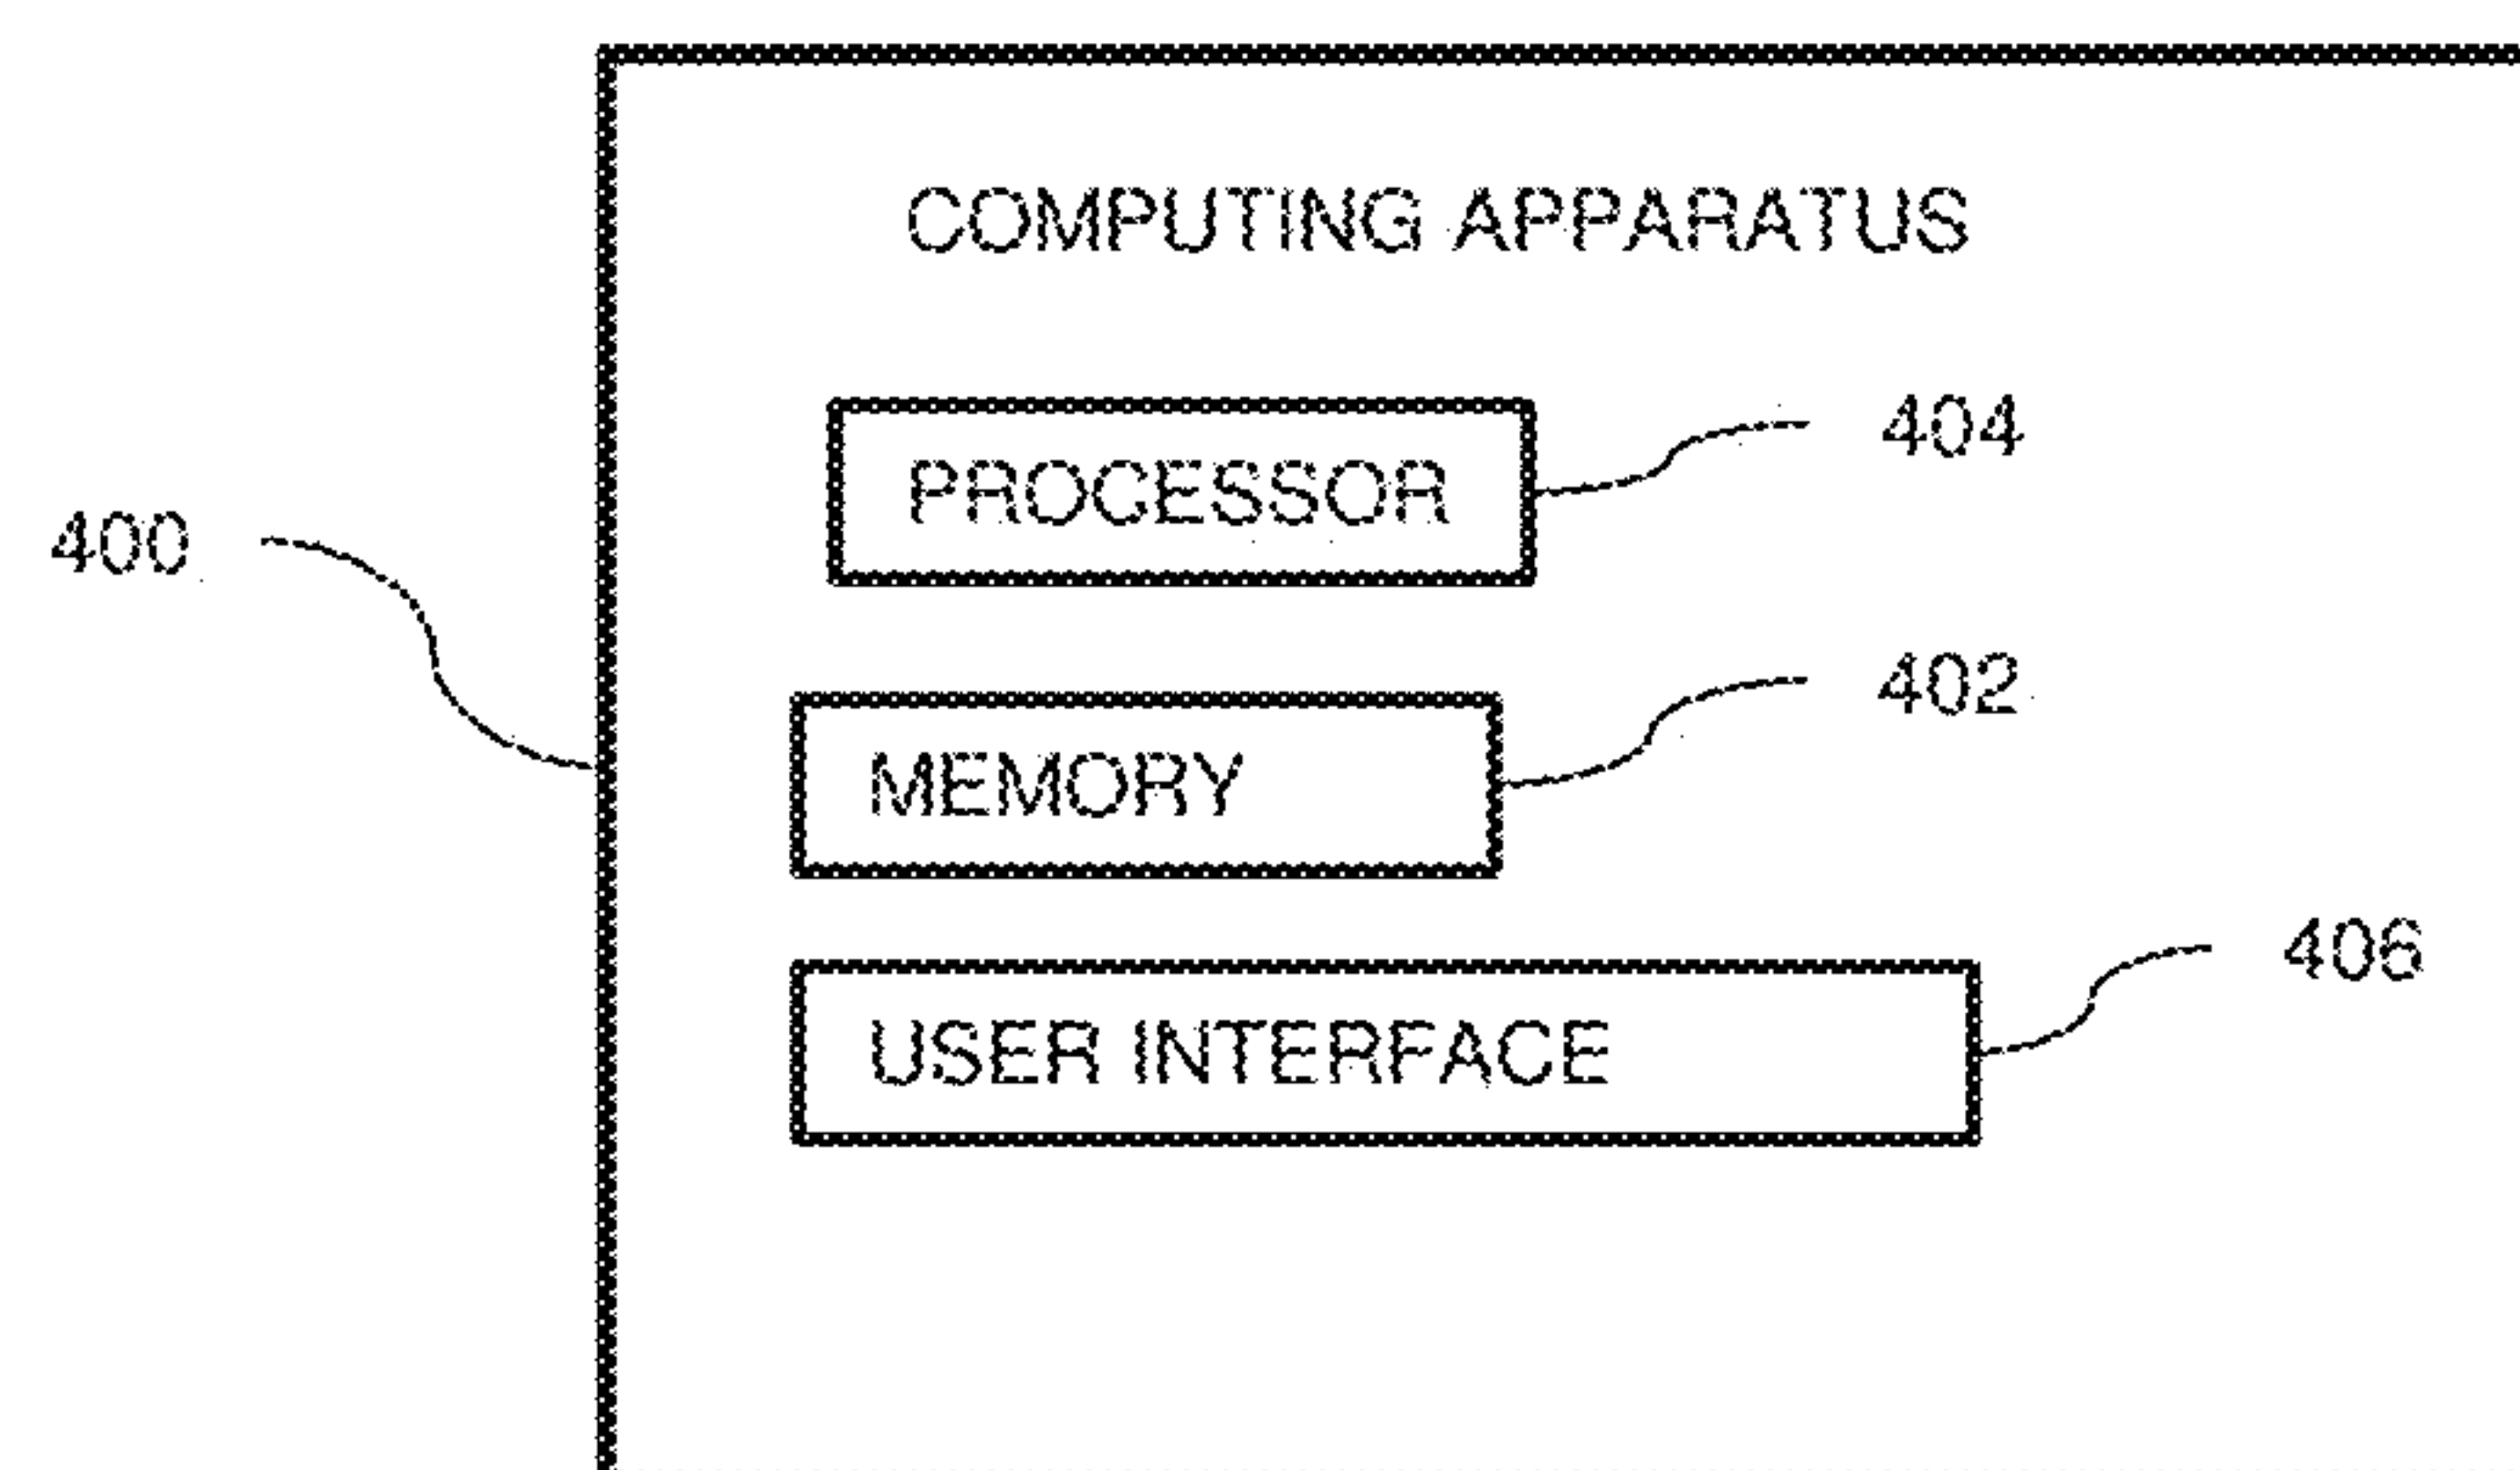 COMPUTING APPARATUS
PROCESSOR
404
400
MEMORY
402
USER INTERFACE
406